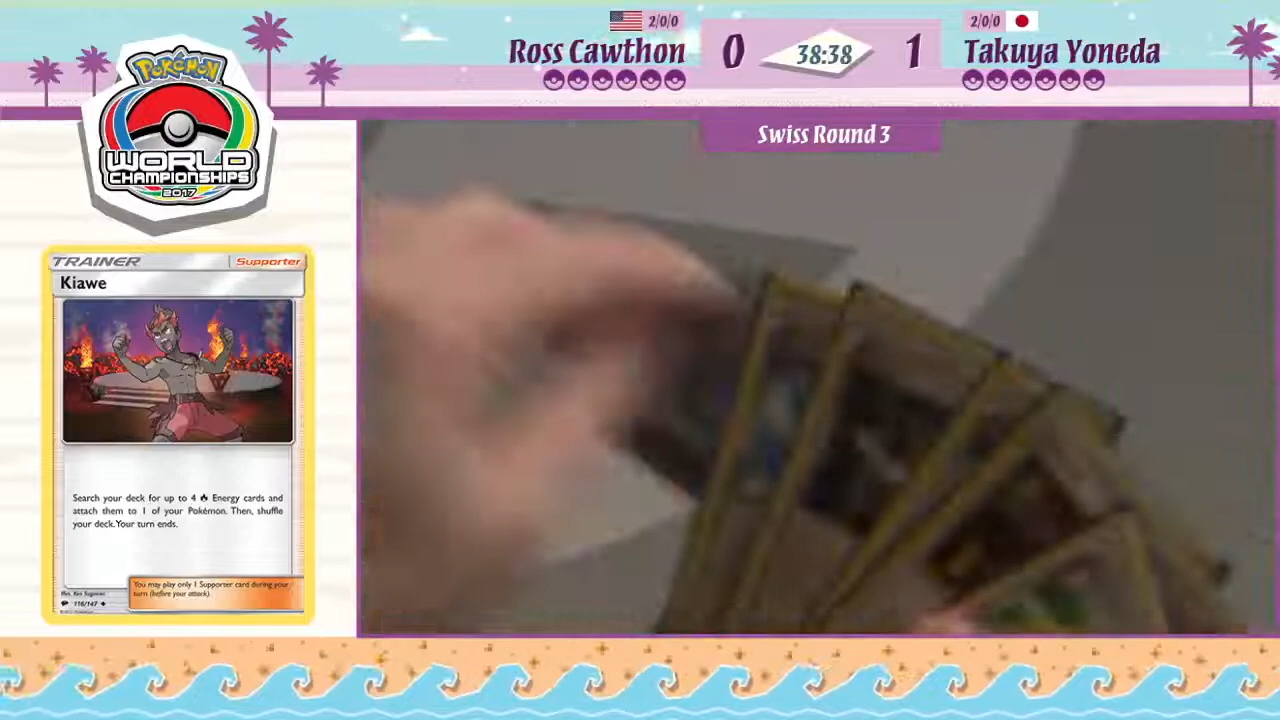 2/0/0
2/0/0
Ross Cawthon
0
38:38
1
Takuya Yoneda
Swiss Round 3
POKÉMON
WORLD
CHAMPIONSHIPS
2017
TRAINER
Supporter
Kiawe
Search your deck for up to 4 Energy cards and
attach them to 1 of your Pokémon. Then, shuffle
your deck. Your turn ends.
You may play only 1 Supporter card during your
turn (before your attack).
116/147